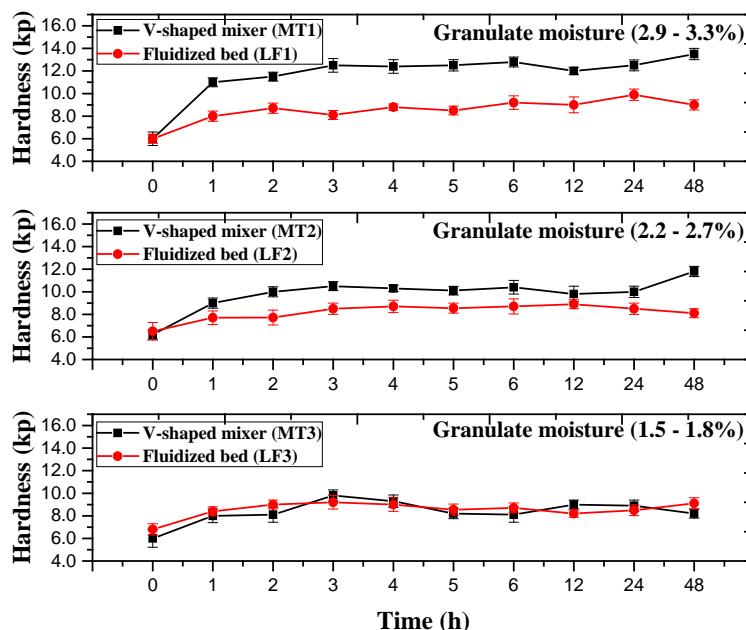 V-shaped mixer (MT1)
Fluidized bed (LF1)
Granulate moisture (2.9 - 3.3%)
Hardness (kp)
16.0
14.0
12.0
10.0
8.0
6.0
4.0
0 1 2 3 4 5 6 12 24 48
V-shaped mixer (MT2)
Fluidized bed (LF2)
Granulate moisture (2.2 - 2.7%)
Hardness (kp)
16.0
14.0
12.0
10.0
8.0
6.0
4.0
0 1 2 3 4 5 6 12 24 48
V-shaped mixer (MT3)
Fluidized bed (LF3)
Granulate moisture (1.5 - 1.8%)
Hardness (kp)
16.0
14.0
12.0
10.0
8.0
6.0
4.0
0 1 2 3 4 5 6 12 24 48
Time (h)